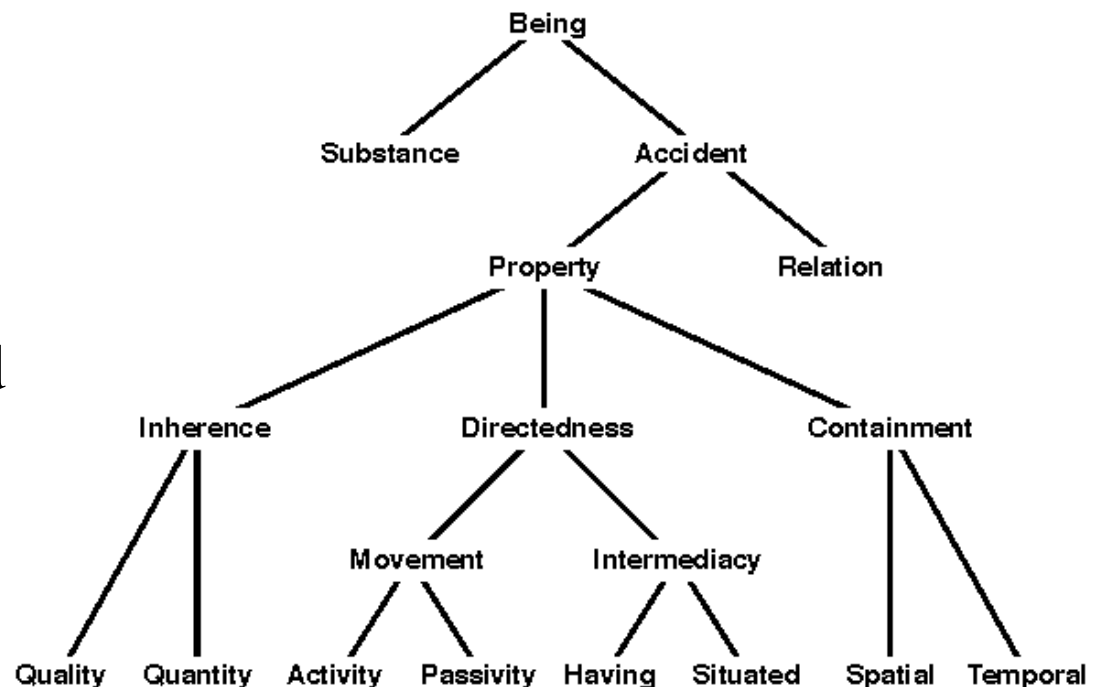 Being
Substance Accident
Property Relation
Inherence Directedness Containment
Movement Intermediacy
Quality Quantity Activity Passivity Having Situated Spatial Temporal